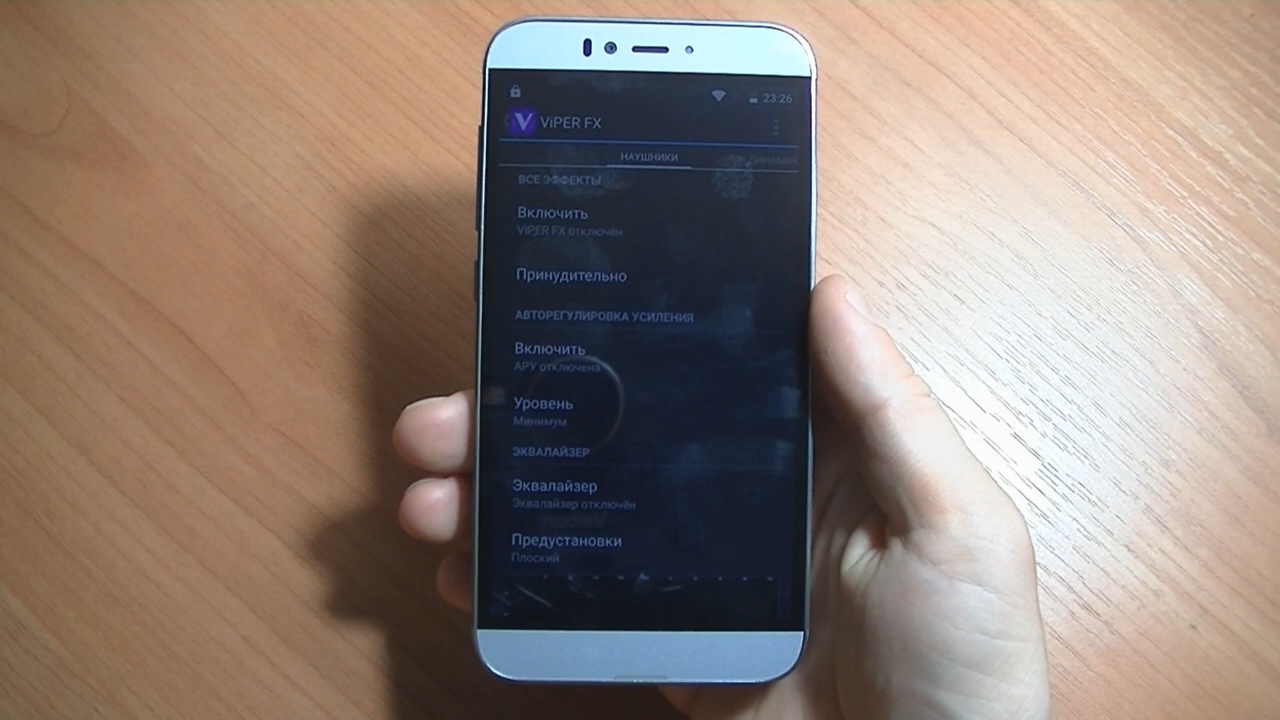 23:26
V ViPER FX
НАУШНИКИ ДИНАМИК
ВСЕ ЭФФЕКТЫ
Включить
ViPER FX отключён
Принудительно
АВТОРЕГУЛИРОВКА УСИЛЕНИЯ
Включить
АРУ отключена
Уровень
Минимум
ЭКВАЛАЙЗЕР
Эквалайзер
Эквалайзер отключён
Предустановки
Плоский